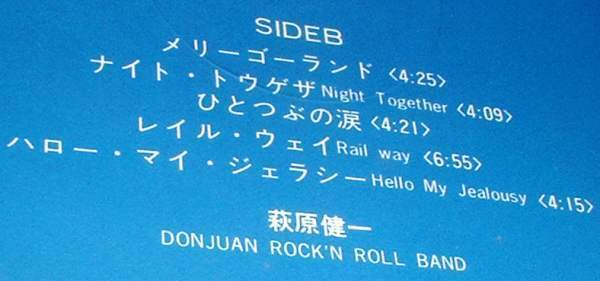 SIDEB
メリーゴーランド <4:25>
ナイト・トゥゲザ Night Together <4:09>
ひとつぶの涙 <4:21>
レイル・ウェイ Rail way <6:55>
ハロー・マイ・ジェラシー Hello My Jealousy <4:15>
萩原健一
DONJUAN ROCK'N ROLL BAND